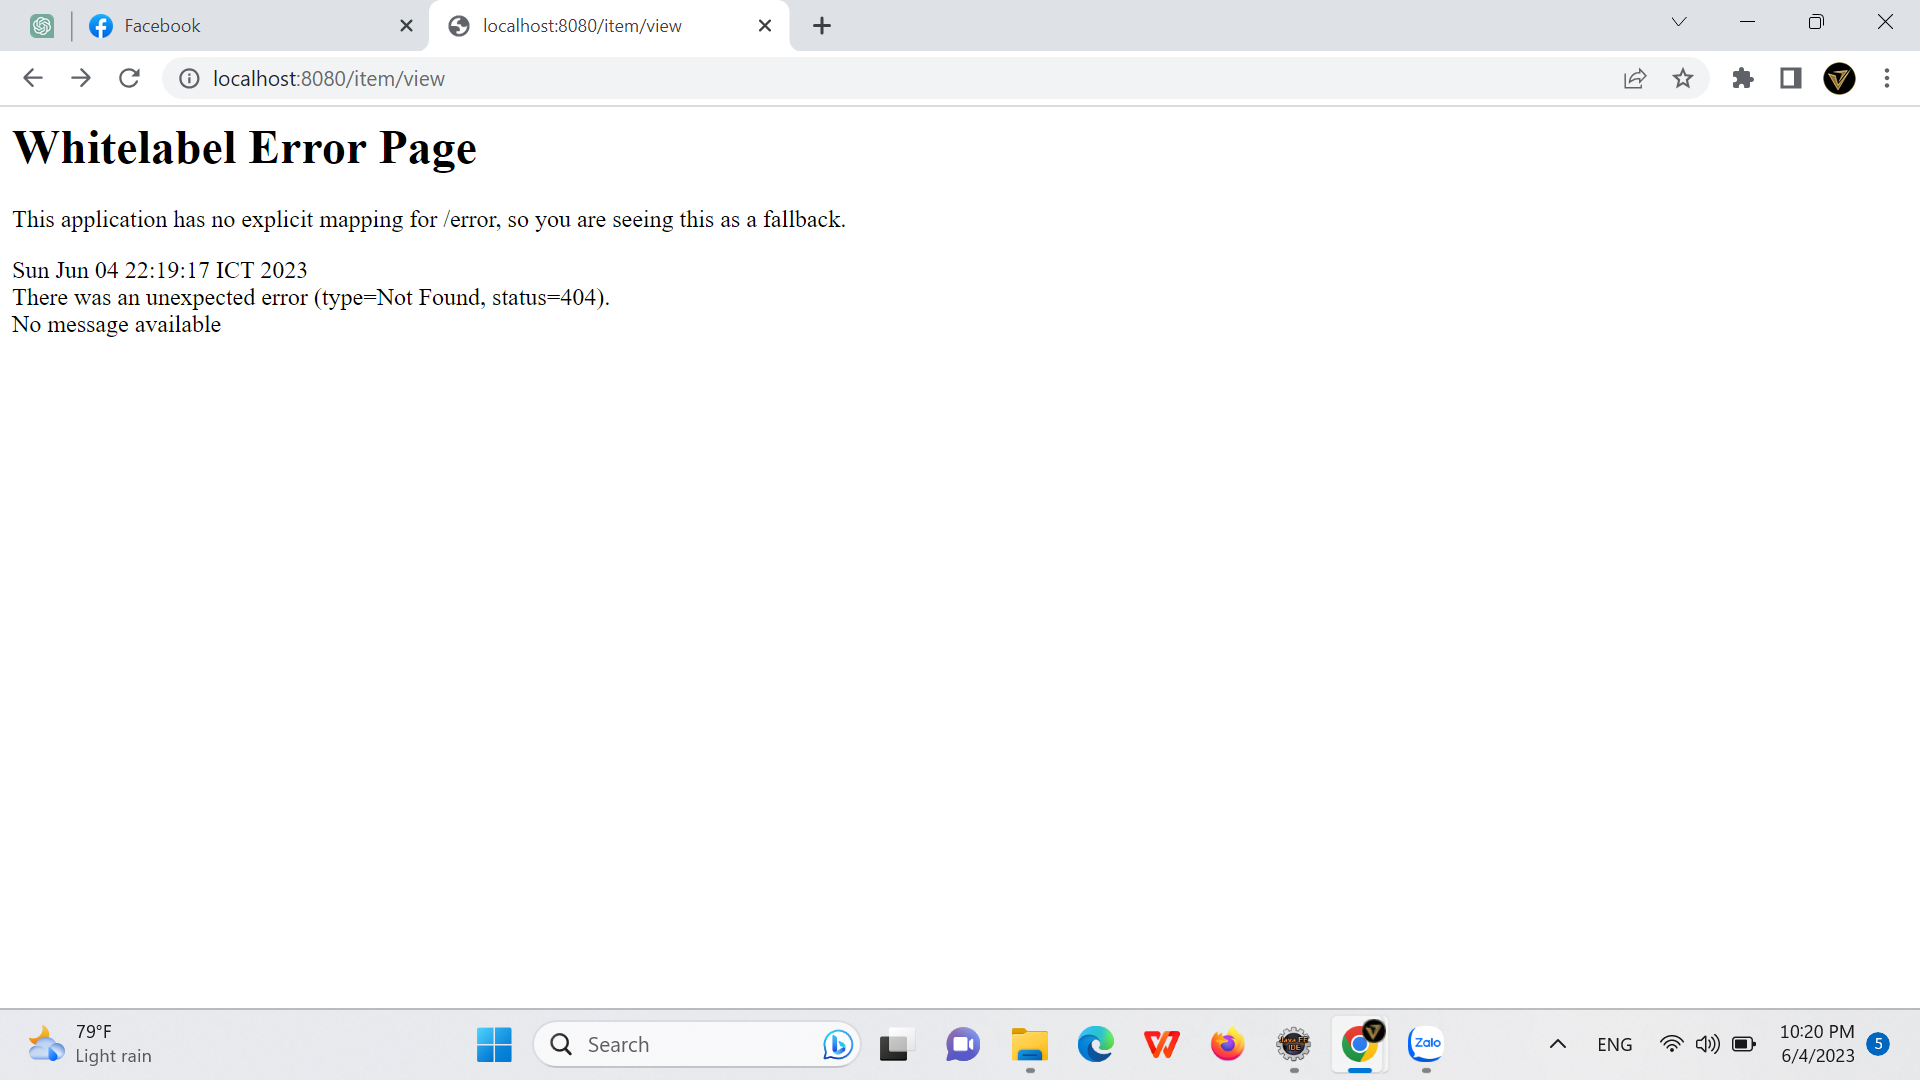 Facebook
localhost:8080/item/view
localhost:8080/item/view
Whitelabel Error Page
This application has no explicit mapping for /error, so you are seeing this as a fallback.
Sun Jun 04 22:19:17 ICT 2023
There was an unexpected error (type=Not Found, status=404).
No message available
79°F
Light rain
Search
Java EE
IDE
Zalo
ENG
10:20 PM
6/4/2023
5